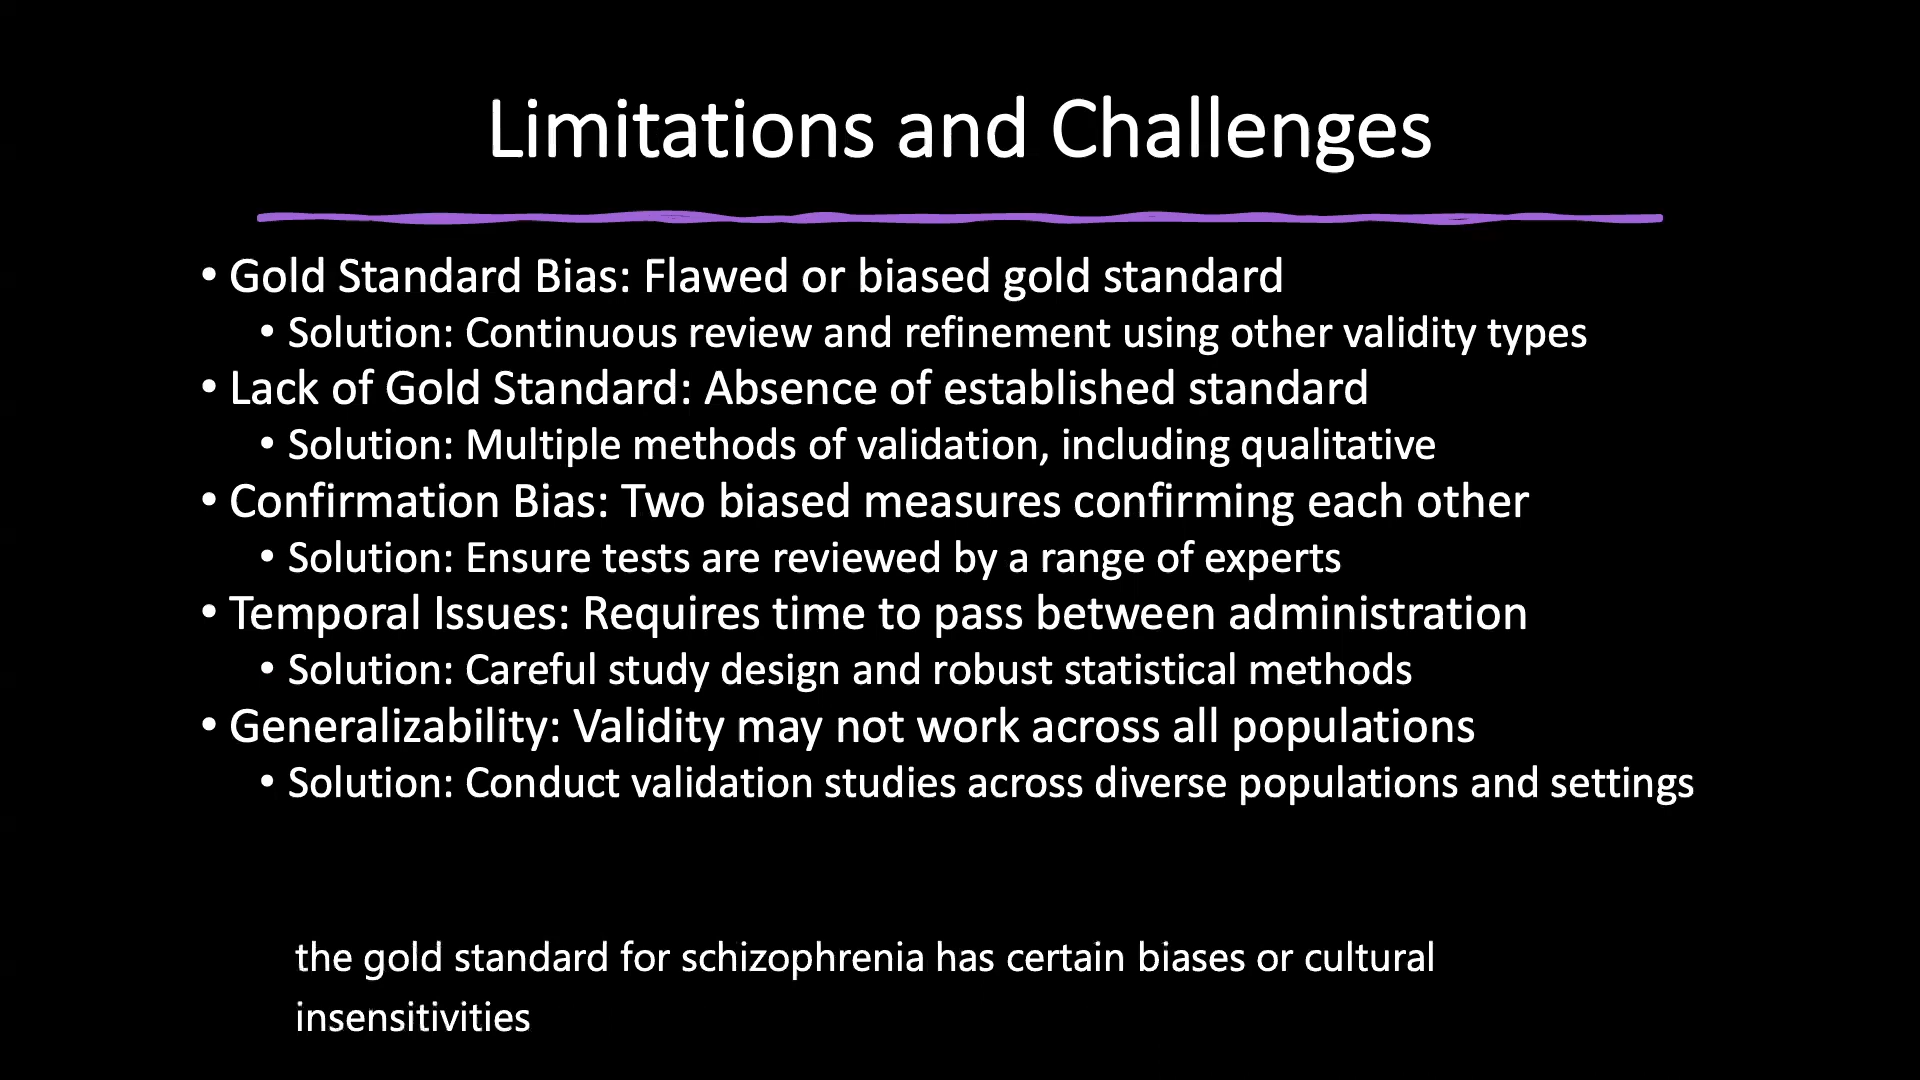 Limitations and Challenges
• Gold Standard Bias: Flawed or biased gold standard
• Solution: Continuous review and refinement using other validity types
• Lack of Gold Standard: Absence of established standard
• Solution: Multiple methods of validation, including qualitative
• Confirmation Bias: Two biased measures confirming each other
• Solution: Ensure tests are reviewed by a range of experts
• Temporal Issues: Requires time to pass between administration
• Solution: Careful study design and robust statistical methods
• Generalizability: Validity may not work across all populations
• Solution: Conduct validation studies across diverse populations and settings
the gold standard for schizophrenia has certain biases or cultural
insensitivities